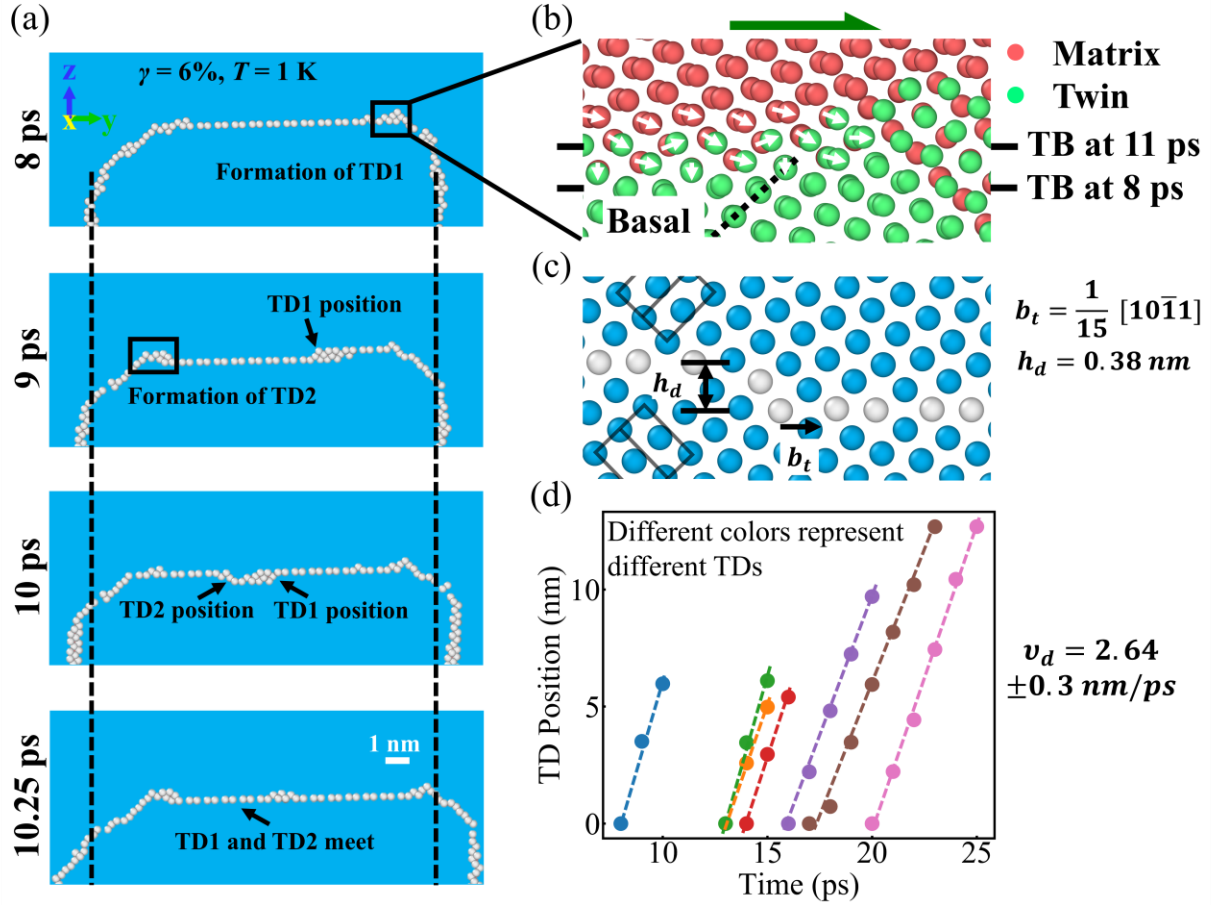 (a)
8 ps
z
x
y
γ = 6%, T = 1 K
Formation of TD1
9 ps
TD1 position
Formation of TD2
10 ps
TD2 position
TD1 position
10.25 ps
1 nm
TD1 and TD2 meet
(b)
Matrix
Twin
TB at 11 ps
TB at 8 ps
Basal
(c)
h_d
b_t
b_t = 1/15 [101̄1]
h_d = 0.38 nm
(d)
Different colors represent
different TDs
TD Position (nm)
10
5
0
10
15
20
25
Time (ps)
υ_d = 2.64
±0.3 nm/ps